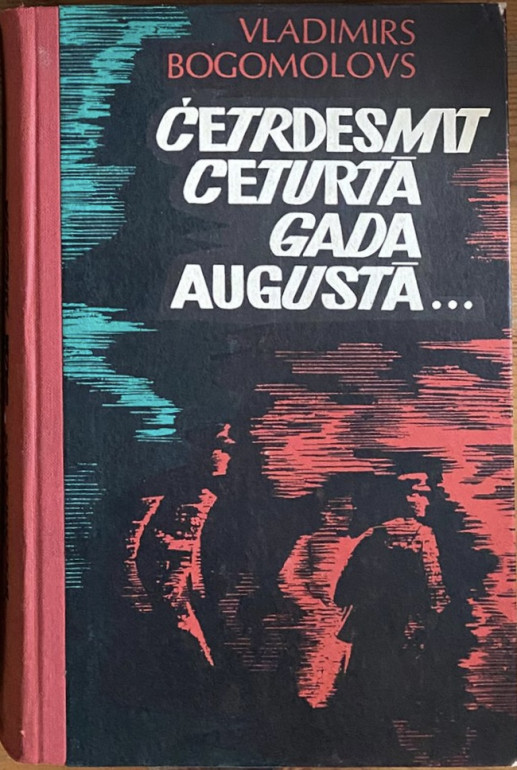 VLADIMIRS
BOGOMOLOVS
ČETRDESMIT
CETURTĀ
GADA
AUGUSTĀ...